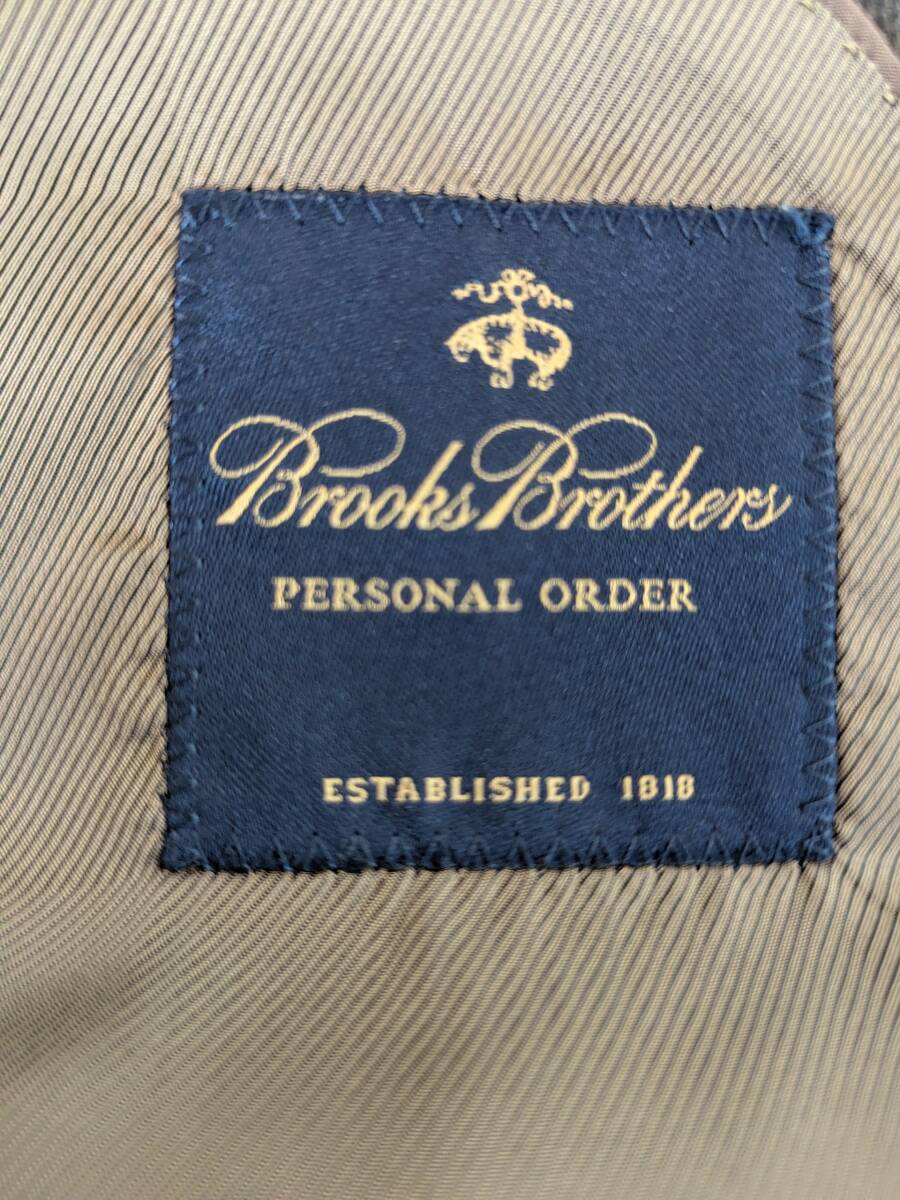 Brooks Brothers
PERSONAL ORDER
ESTABLISHED 1818